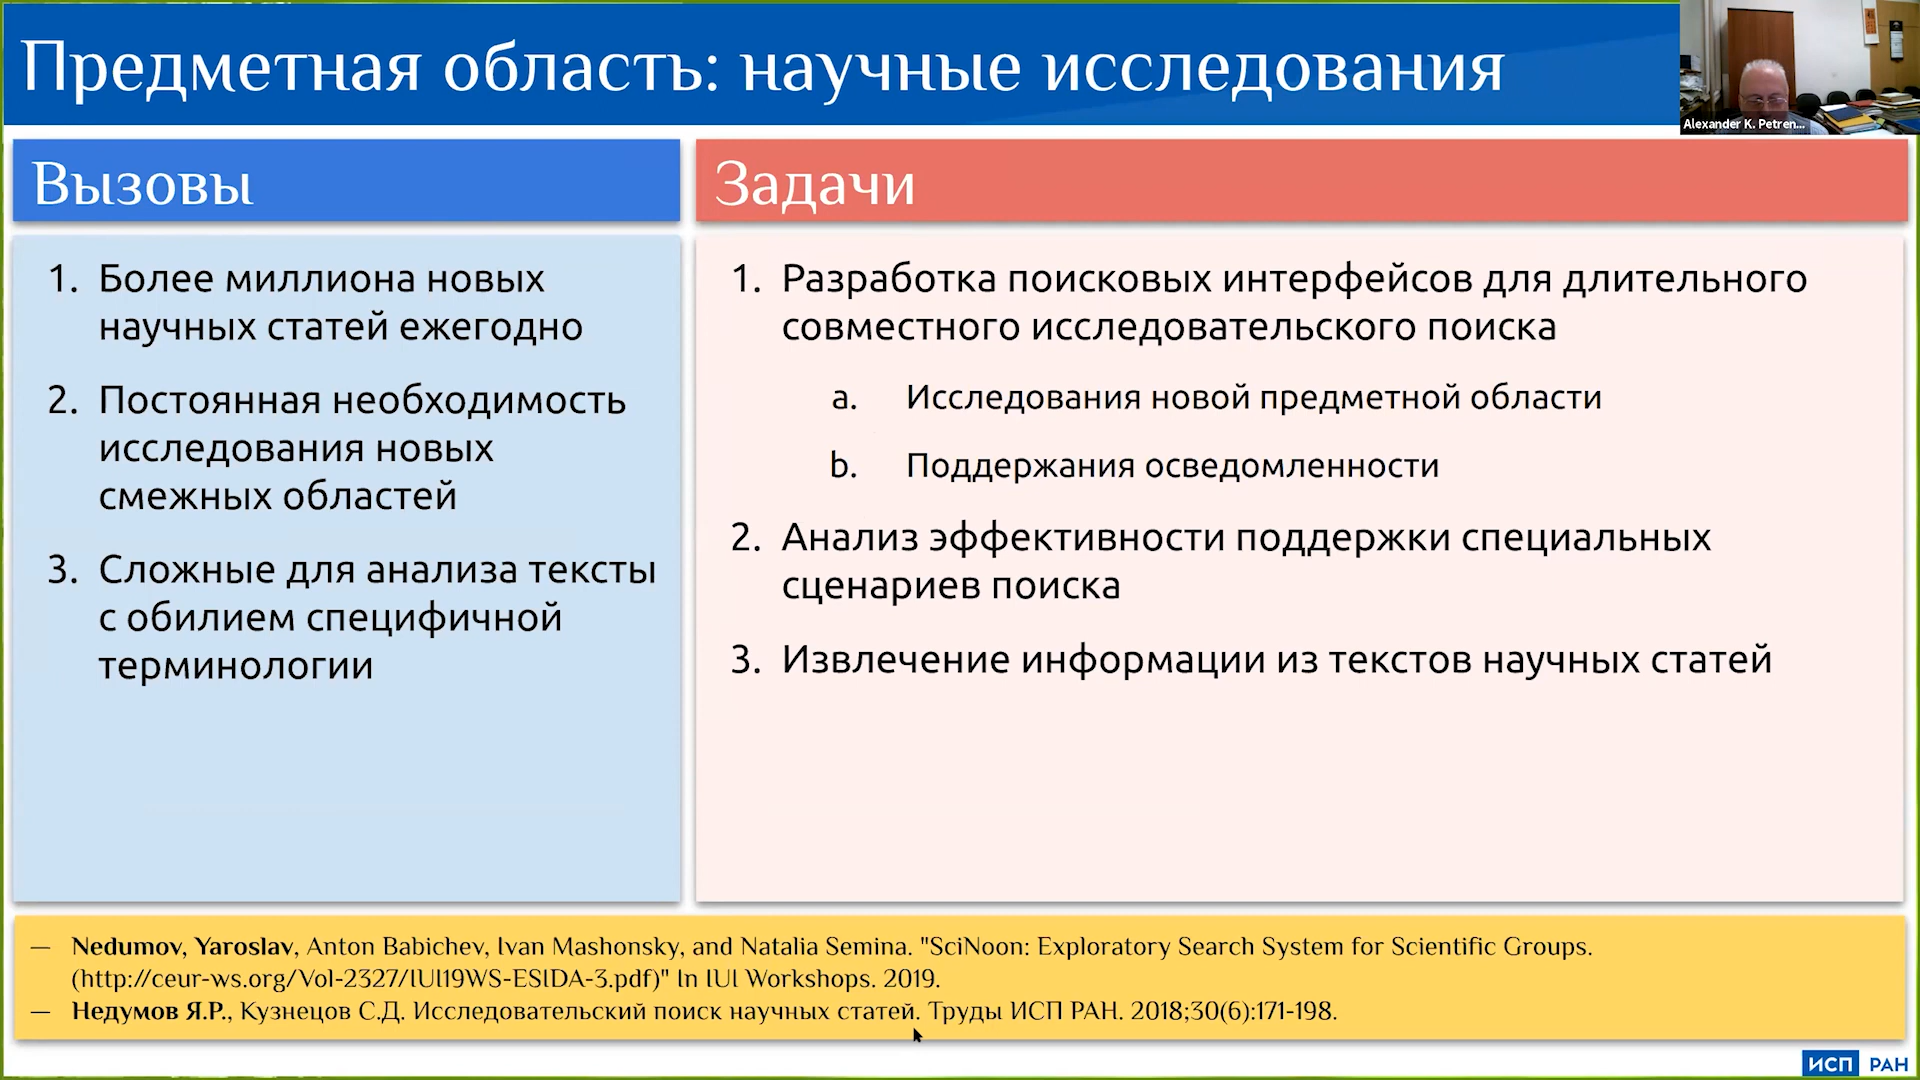 Предметная область: научные исследования
Alexander K. Petren...
Вызовы
1. Более миллиона новых
научных статей ежегодно
2. Постоянная необходимость
исследования новых
смежных областей
3. Сложные для анализа тексты
с обилием специфичной
терминологии
Задачи
1. Разработка поисковых интерфейсов для длительного
совместного исследовательского поиска
a. Исследования новой предметной области
b. Поддержания осведомленности
2. Анализ эффективности поддержки специальных
сценариев поиска
3. Извлечение информации из текстов научных статей
— Nedumov, Yaroslav, Anton Babichev, Ivan Mashonsky, and Natalia Semina. "SciNoon: Exploratory Search System for Scientific Groups.
(http://ceur-ws.org/Vol-2327/IUI19WS-ESIDA-3.pdf)" In IUI Workshops. 2019.
— Недумов Я.Р., Кузнецов С.Д. Исследовательский поиск научных статей. Труды ИСП РАН. 2018;30(6):171-198.
ИСП РАН